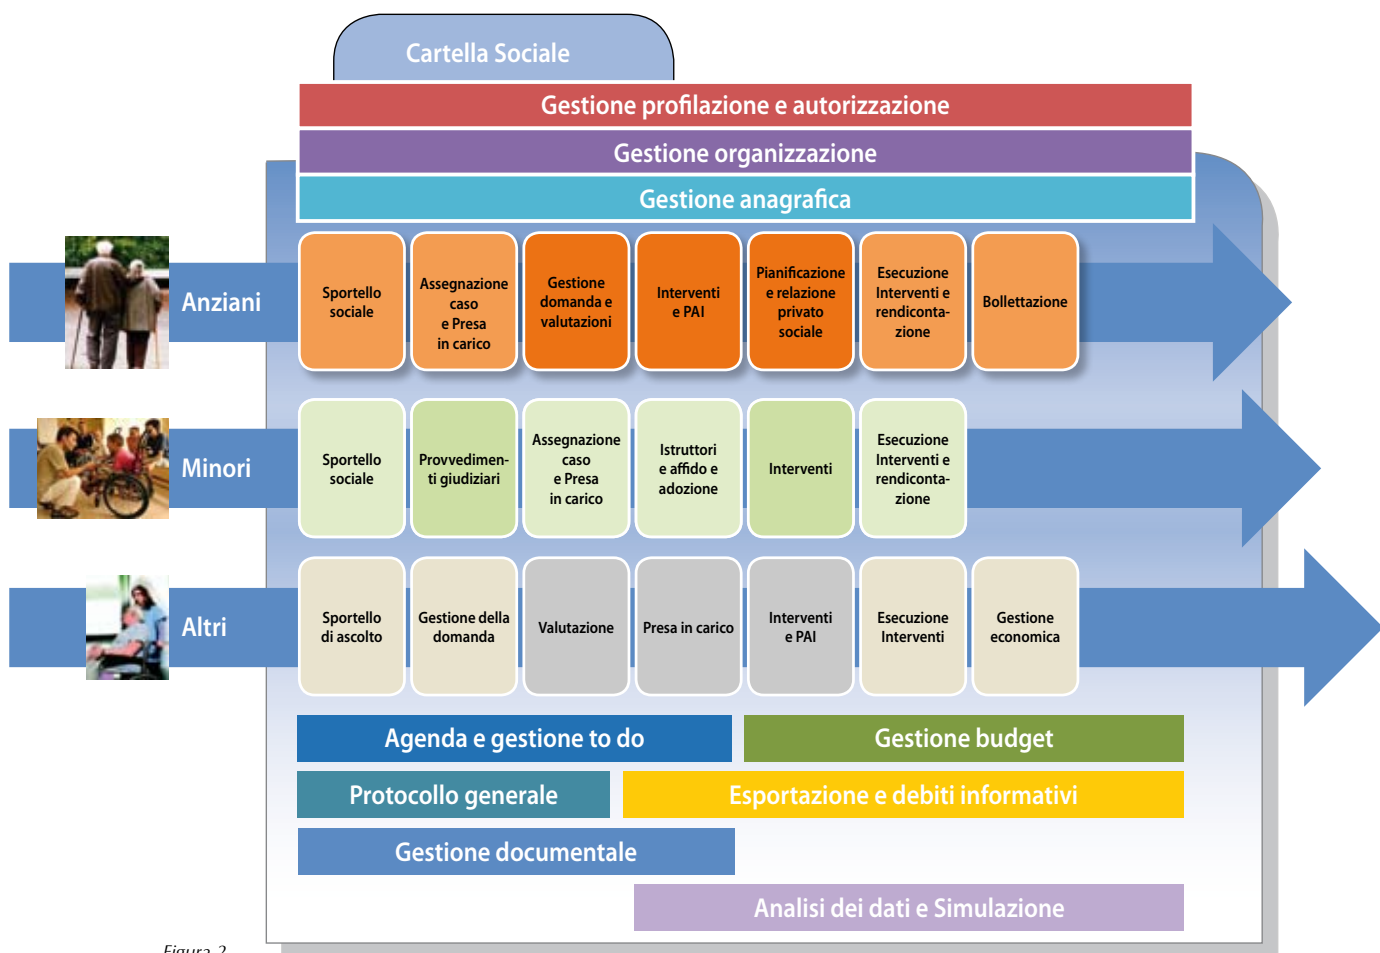 Cartella Sociale
Gestione profilazione e autorizzazione
Gestione organizzazione
Gestione anagrafica
Anziani
Sportello
sociale
Assegnazione
caso
e Presa
in carico
Gestione
domanda e
valutazioni
Interventi
e PAI
Pianificazione
e relazione
privato
sociale
Esecuzione
Interventi e
rendiconta-
zione
Bollettazione
Minori
Sportello
sociale
Provvedimen-
ti giudiziari
Assegnazione
caso
e Presa
in carico
Istruttori
e affido e
adozione
Interventi
Esecuzione
Interventi e
rendiconta-
zione
Altri
Sportello
di ascolto
Gestione della
domanda
Valutazione
Presa in carico
Interventi
e PAI
Esecuzione
Interventi
Gestione
economica
Agenda e gestione to do
Gestione budget
Protocollo generale
Esportazione e debiti informativi
Gestione documentale
Analisi dei dati e Simulazione
Figura 2